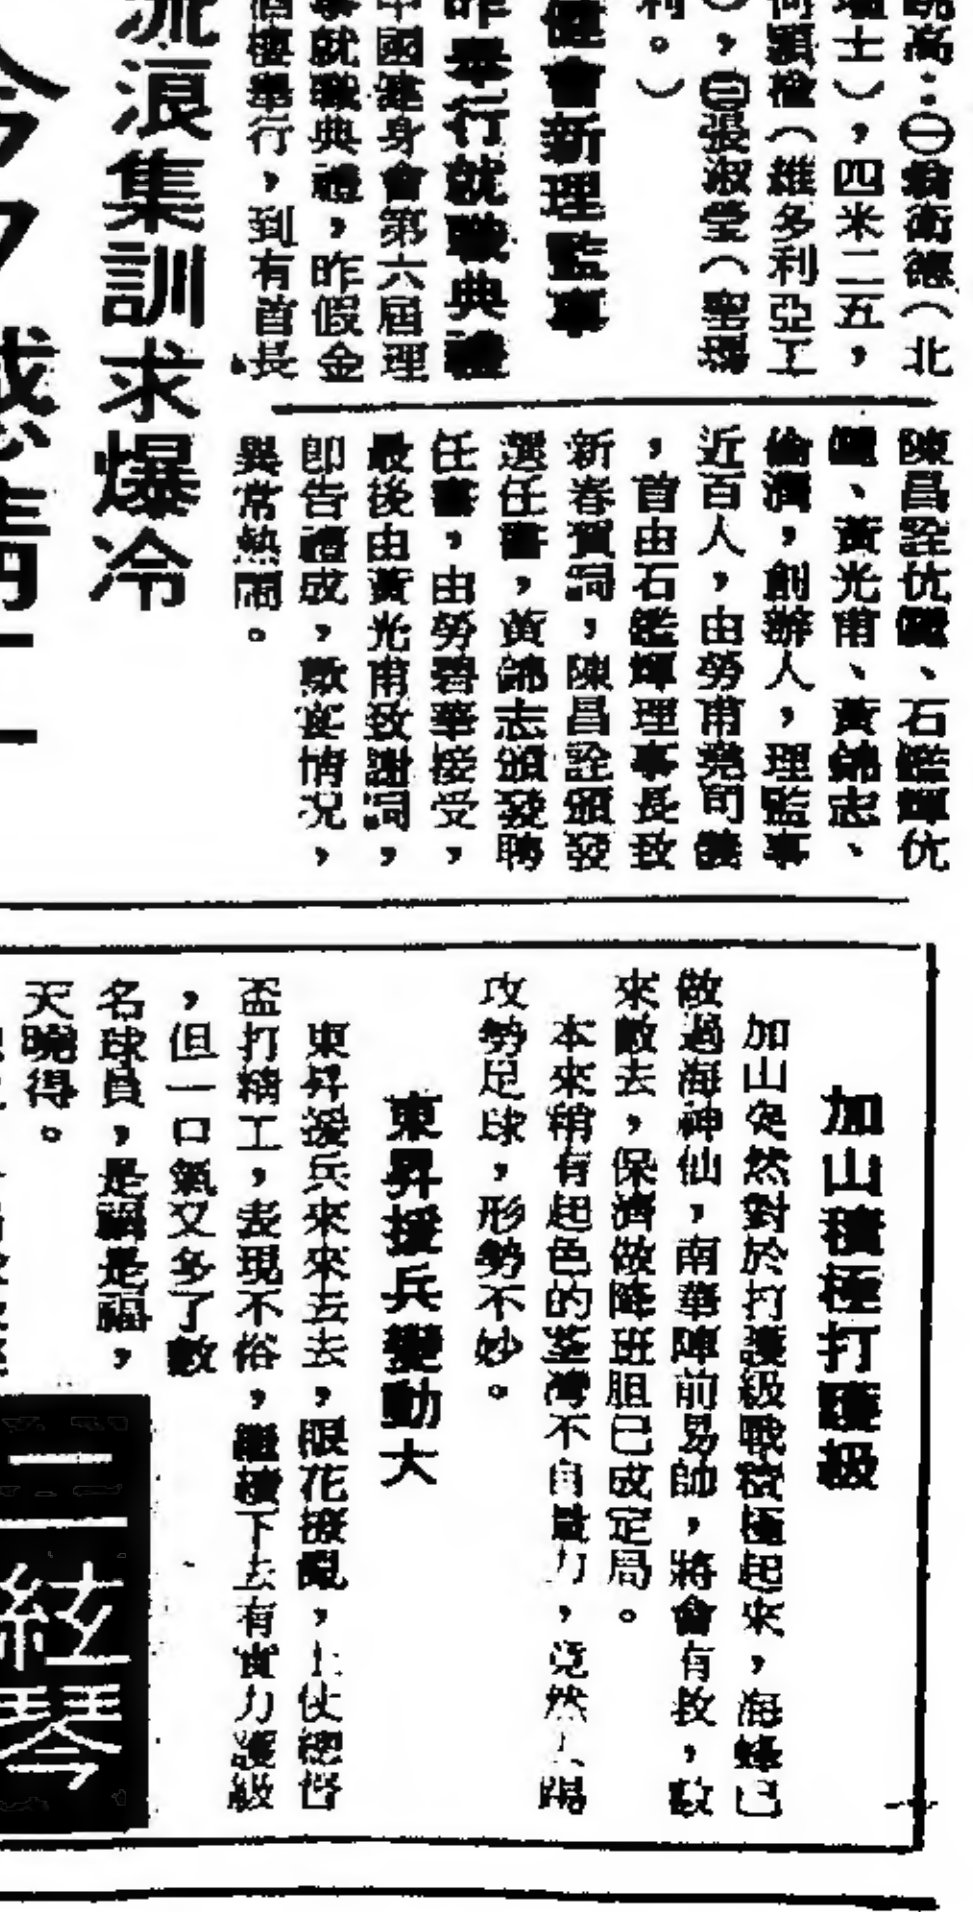 晩高：㊀翁衛德（北
士），四米二五，
何穎檢（維多利亞工
），㊂張淑瑩（聖瑪
利。）
健會新理監事
昨舉行就職典禮
中國健身會第六屆理
事就職典禮，昨假金
樓舉行，到有首長
陳昌詮伉儷、石鑑輝伉
儷、黃光甫、黃錦志、
創辦人，理監事
近百人，由勞甫堯司儀
，首由石鑑輝理事長致
新春賀詞，陳昌詮頒發
選任書，黃錦志頒發聘
任書，由勞碧華接受，
最後由黃光甫致謝詞，
即告禮成，歡宴情況，
異常熱鬧。
流浪集訓求爆冷
加山積極打護級
加山突然對於打護級戰積極起來，海蜂已
做過海神仙，南華陣前易帥，將會有救，數
來數去，保濟做降班胆已成定局。
本來稍有起色的荃灣不自量力，竟然大踢
攻勢足球，形勢不妙。
東昇援兵變動大
東昇援兵來來去去，眼花撩亂，上仗總督
盃打精工，表現不俗，繼續下去有實力護級
，但一口氣又多了數
名球員，是禍是福，
天曉得。
二絃琴